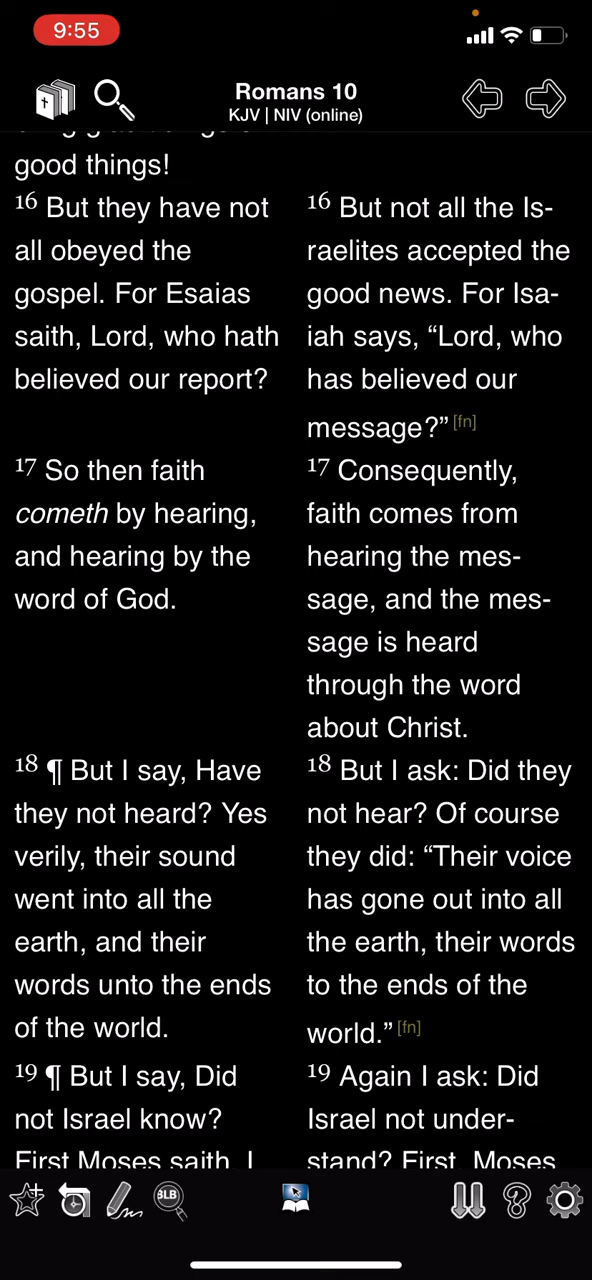 9:55
Romans 10
KJV | NIV (online)
good things!
16 But they have not
all obeyed the
gospel. For Esaias
saith, Lord, who hath
believed our report?
17 So then faith
cometh by hearing,
and hearing by the
word of God.
18 ¶ But I say, Have
they not heard? Yes
verily, their sound
went into all the
earth, and their
words unto the ends
of the world.
19 ¶ But I say, Did
not Israel know?
First Moses saith, I
16 But not all the Is-
raelites accepted the
good news. For Isa-
iah says, “Lord, who
has believed our
message?” [fn]
17 Consequently,
faith comes from
hearing the mes-
sage, and the mes-
sage is heard
through the word
about Christ.
18 But I ask: Did they
not hear? Of course
they did: “Their voice
has gone out into all
the earth, their words
to the ends of the
world.” [fn]
19 Again I ask: Did
Israel not under-
stand? First, Moses
BLB